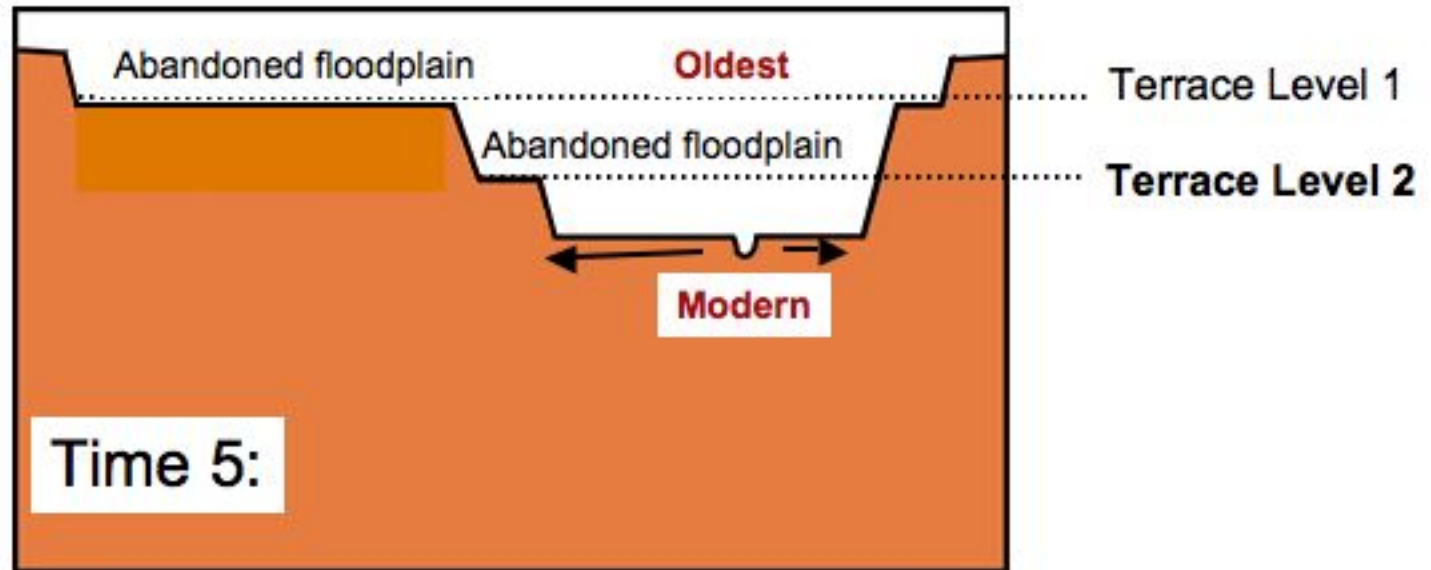 Abandoned floodplain Oldest
Terrace Level 1
Abandoned floodplain
Terrace Level 2
Modern
Time 5: